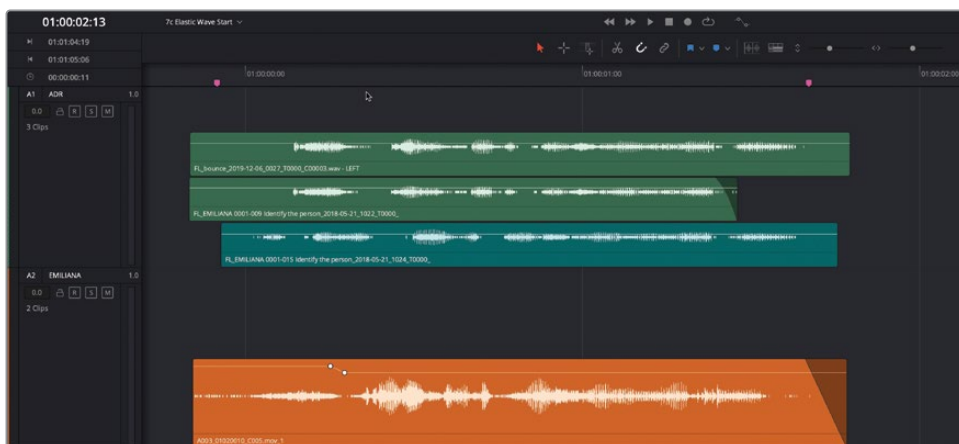 01:00:02:13
7c Elastic Wave Start
01:01:04:19
01:01:05:06
00:00:00:11
01:00:00:00
01:00:01:00
01:00:02:00
A1 ADR 1.0
0.0 R S M
3 Clips
FL_bounce_2019-12-06_0027_T0000_C00003.wav - LEFT
FL_EMILIANA 0001-009 Identify the person_2018-05-21_1022_T0000_
FL_EMILIANA 0001-015 Identify the person_2018-05-21_1024_T0000_
A2 EMILIANA 1.0
0.0 R S M
2 Clips
A003_01020010_C005.mov_1